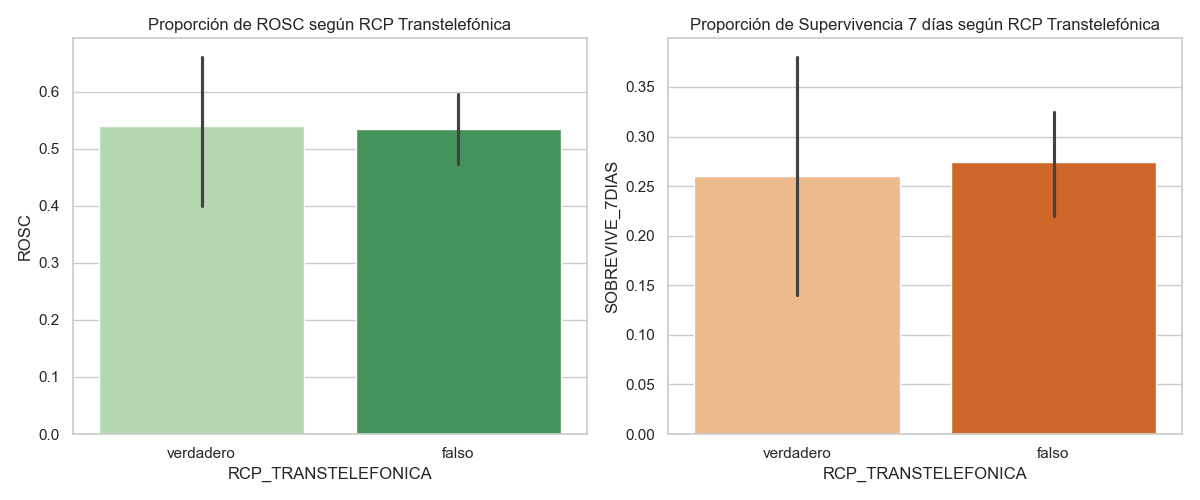 Proporción de ROSC según RCP Transtelefónica
0.6
0.5
0.4
0.3
0.2
0.1
0.0
ROSC
verdadero
falso
RCP_TRANSTELEFONICA
Proporción de Supervivencia 7 días según RCP Transtelefónica
0.35
0.30
0.25
0.20
0.15
0.10
0.05
0.00
SOBREVIVE_7DIAS
verdadero
falso
RCP_TRANSTELEFONICA